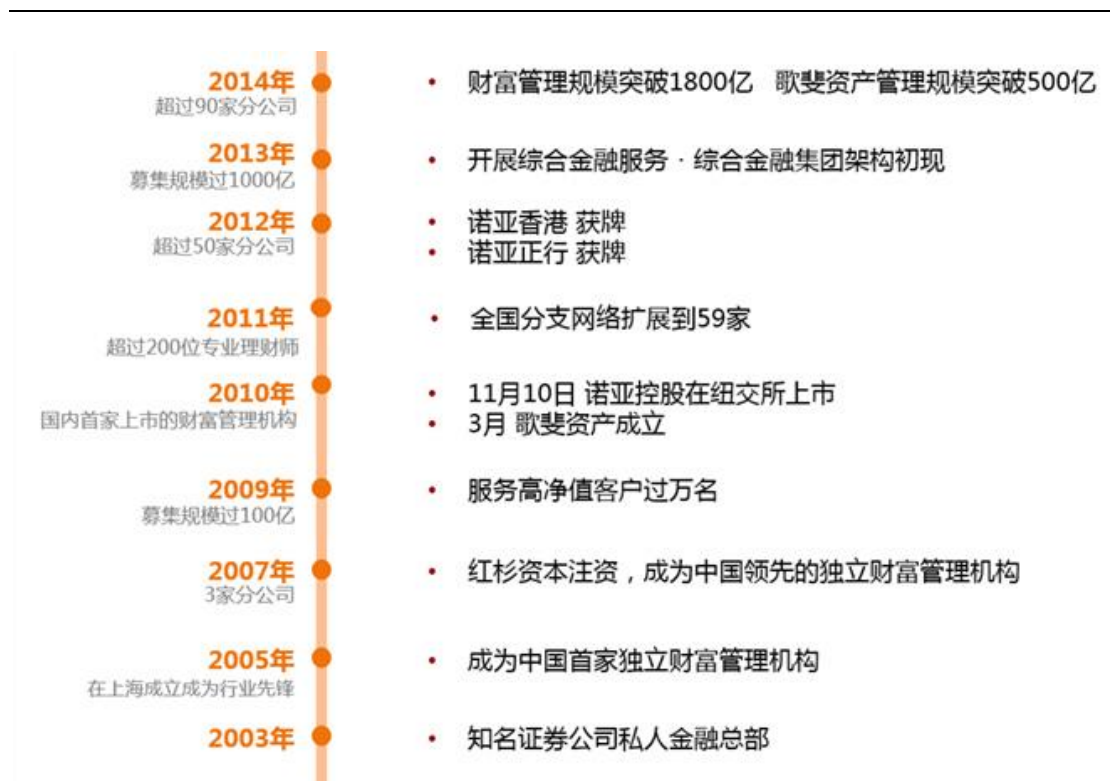 2014年
超过90家分公司
• 财富管理规模突破1800亿 歌斐资产管理规模突破500亿
2013年
募集规模过1000亿
• 开展综合金融服务·综合金融集团架构初现
2012年
超过50家分公司
• 诺亚香港 获牌
• 诺亚正行 获牌
2011年
超过200位专业理财师
• 全国分支网络扩展到59家
2010年
国内首家上市的财富管理机构
• 11月10日 诺亚控股在纽交所上市
• 3月 歌斐资产成立
2009年
募集规模过100亿
• 服务高净值客户过万名
2007年
3家分公司
• 红杉资本注资，成为中国领先的独立财富管理机构
2005年
在上海成立成为行业先锋
• 成为中国首家独立财富管理机构
2003年
• 知名证券公司私人金融总部